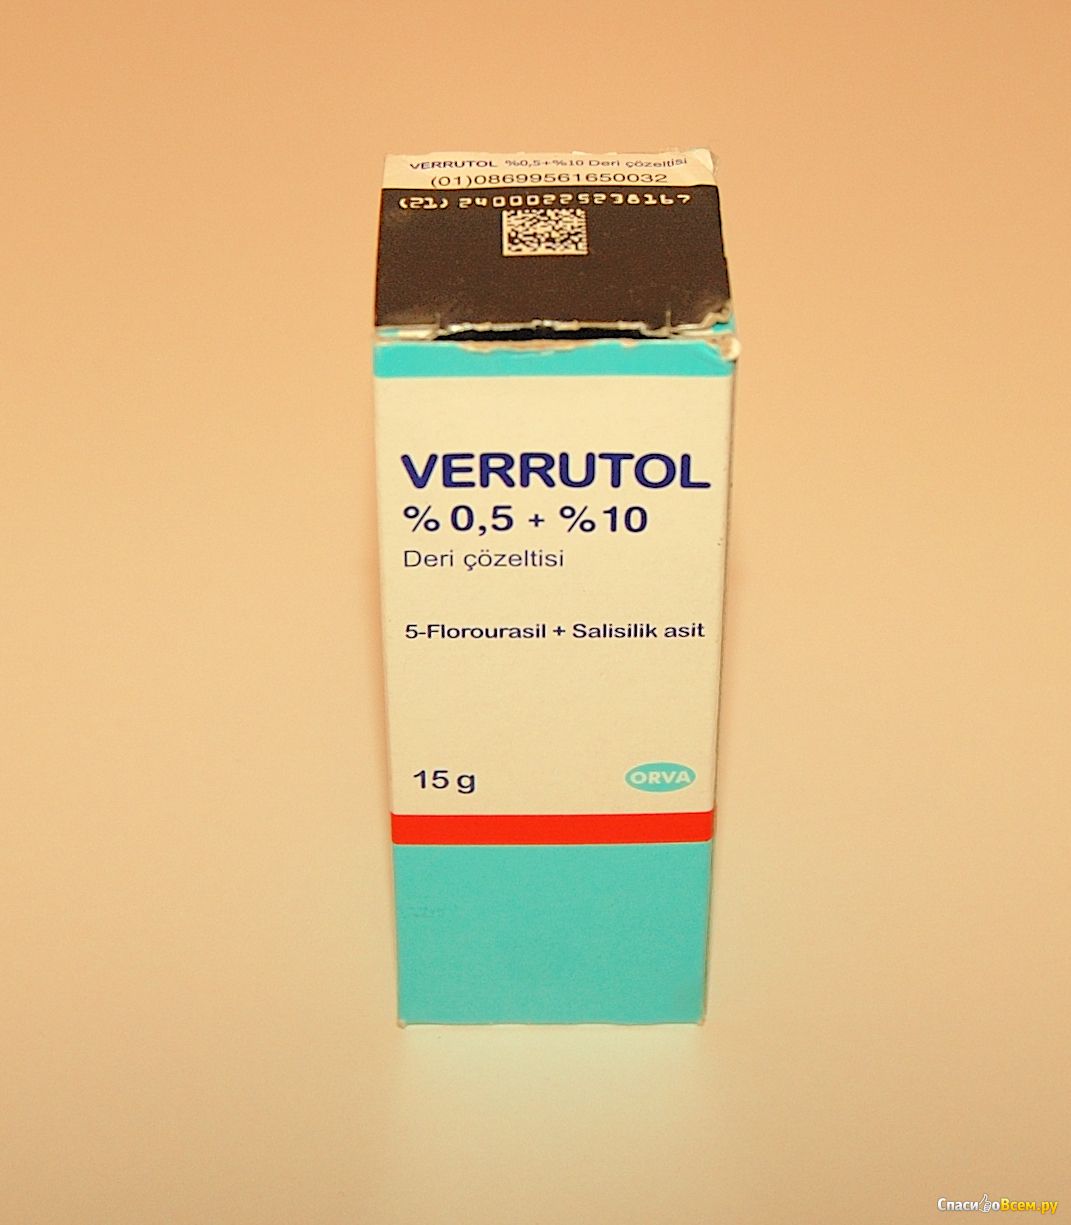 VERRUTOL %0,5+%10 Deri çözeltisi
(01)08699561650032
(21) 24000225238167
VERRUTOL
% 0,5 + %10
Deri çözeltisi
5-Florourasil + Salisilik asit
15 g
ORVA
СпасибоВсем.ру